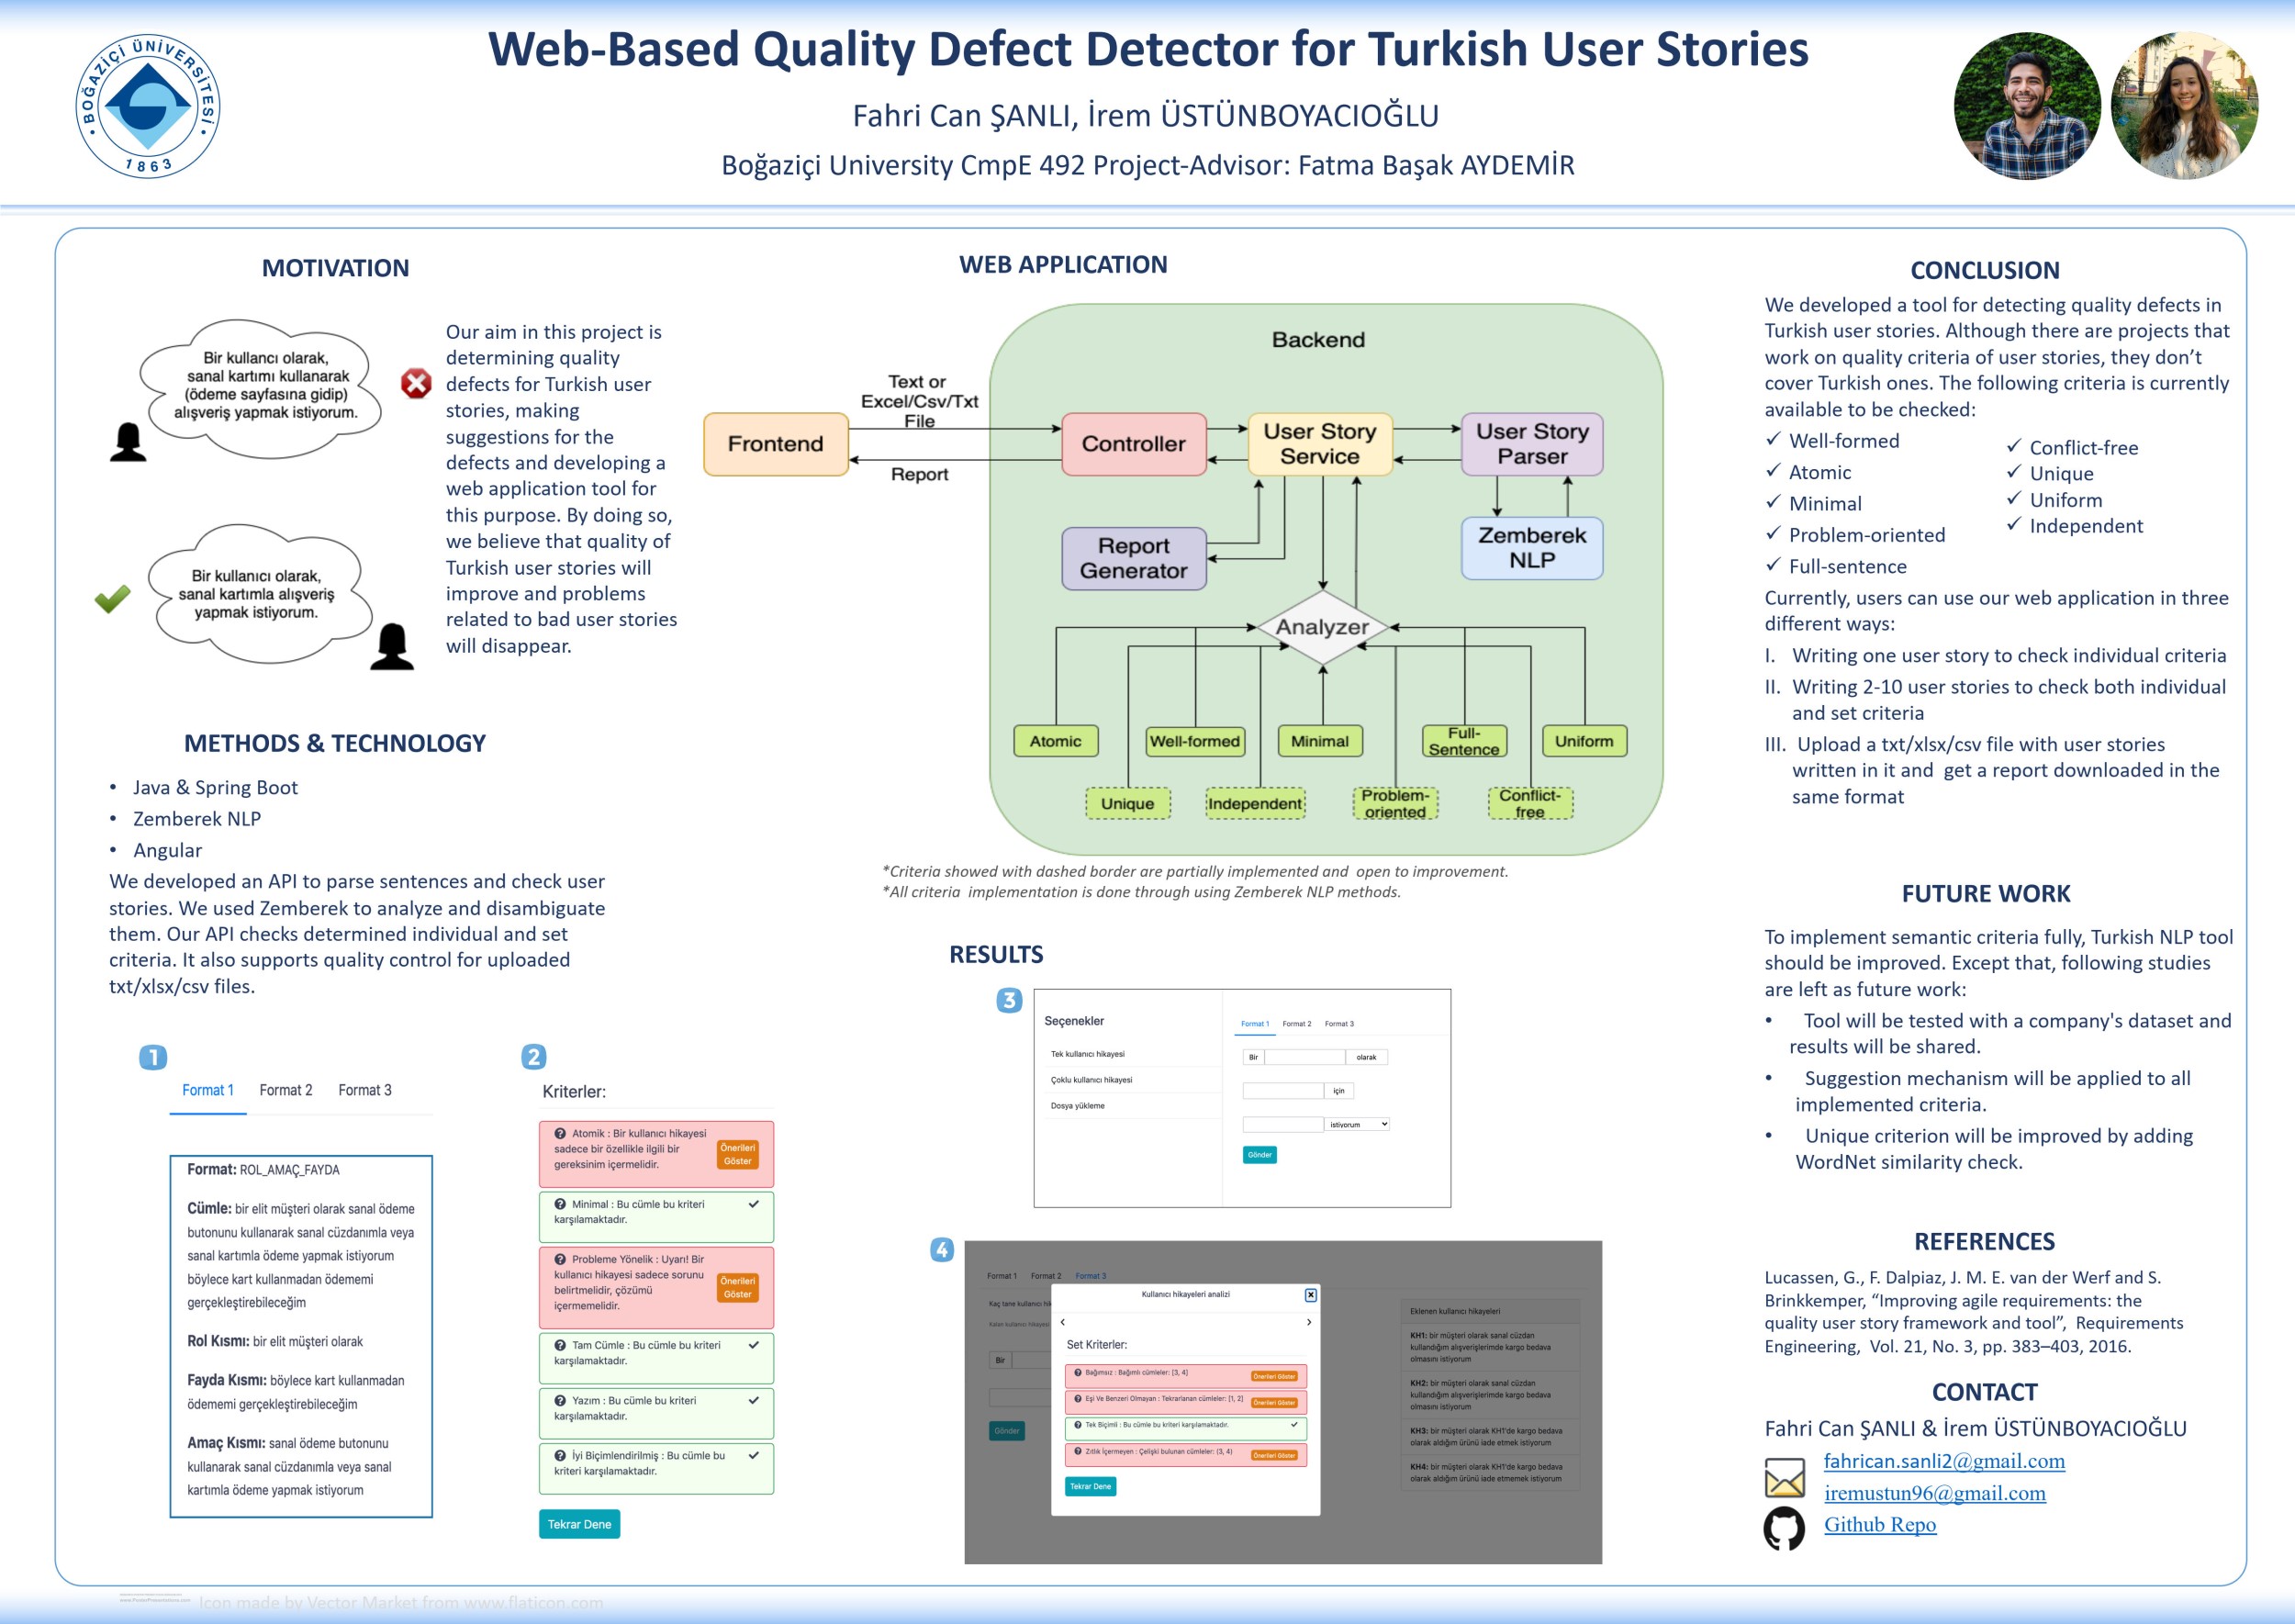 Web-Based Quality Defect Detector for Turkish User Stories
Fahri Can ŞANLI, İrem ÜSTÜNBOYACIOĞLU
Boğaziçi University CmpE 492 Project-Advisor: Fatma Başak AYDEMİR
BOĞAZİÇİ ÜNİVERSİTESİ
1863
MOTIVATION
Bir kullancı olarak,
sanal kartımı kullanarak
(ödeme sayfasına gidip)
alışveriş yapmak istiyorum.
Bir kullanıcı olarak,
sanal kartımla alışveriş
yapmak istiyorum.
Our aim in this project is
determining quality
defects for Turkish user
stories, making
suggestions for the
defects and developing a
web application tool for
this purpose. By doing so,
we believe that quality of
Turkish user stories will
improve and problems
related to bad user stories
will disappear.
METHODS & TECHNOLOGY
• Java & Spring Boot
• Zemberek NLP
• Angular
We developed an API to parse sentences and check user
stories. We used Zemberek to analyze and disambiguate
them. Our API checks determined individual and set
criteria. It also supports quality control for uploaded
txt/xlsx/csv files.
1
Format 1 Format 2 Format 3
Format: ROL_AMAÇ_FAYDA
Cümle: bir elit müşteri olarak sanal ödeme
butonunu kullanarak sanal cüzdanımla veya
sanal kartımla ödeme yapmak istiyorum
böylece kart kullanmadan ödememi
gerçekleştirebileceğim
Rol Kısmı: bir elit müşteri olarak
Fayda Kısmı: böylece kart kullanmadan
ödememi gerçekleştirebileceğim
Amaç Kısmı: sanal ödeme butonunu
kullanarak sanal cüzdanımla veya sanal
kartımla ödeme yapmak istiyorum
2
Kriterler:
Atomik : Bir kullanıcı hikayesi
sadece bir özellikle ilgili bir
gereksinim içermelidir.
Önerileri
Göster
Minimal : Bu cümle bu kriteri
karşılamaktadır.
Probleme Yönelik : Uyarı! Bir
kullanıcı hikayesi sadece sorunu
belirtmelidir, çözümü
içermemelidir.
Önerileri
Göster
Tam Cümle : Bu cümle bu kriteri
karşılamaktadır.
Yazım : Bu cümle bu kriteri
karşılamaktadır.
İyi Biçimlendirilmiş : Bu cümle bu
kriteri karşılamaktadır.
Tekrar Dene
WEB APPLICATION
Backend
Text or
Excel/Csv/Txt
File
Report
Frontend
Controller
User Story
Service
User Story
Parser
Report
Generator
Zemberek
NLP
Analyzer
Atomic
Well-formed
Minimal
Full-
Sentence
Uniform
Unique
Independent
Problem-
oriented
Conflict-
free
*Criteria showed with dashed border are partially implemented and open to improvement.
*All criteria implementation is done through using Zemberek NLP methods.
RESULTS
3
Seçenekler
Tek kullanıcı hikayesi
Çoklu kullanıcı hikayesi
Dosya yükleme
Format 1 Format 2 Format 3
Bir olarak
için
istiyorum
Gönder
4
Format 1 Format 2 Format 3
Kaç tane kullanıcı hik
Kalan kullanıcı hikayesi
Bir
Gönder
Kullanıcı hikayeleri analizi
Set Kriterler:
Bağımsız : Bağımlı cümleler: [3, 4]
Önerileri Göster
Eşi Ve Benzeri Olmayan : Tekrarlanan cümleler: [1, 2]
Önerileri Göster
Tek Biçimli : Bu cümle bu kriteri karşılamaktadır.
Zıtlık İçermeyen : Çelişki bulunan cümleler: (3, 4)
Önerileri Göster
Tekrar Dene
Eklenen kullanıcı hikayeleri
KH1: bir müşteri olarak sanal cüzdan
kullandığım alışverişlerimde kargo bedava
olmasını istiyorum
KH2: bir müşteri olarak sanal cüzdan
kullandığım alışverişlerimde kargo bedava
olmasını istiyorum
KH3: bir müşteri olarak KH1'de kargo bedava
olarak aldığım ürünü iade etmek istiyorum
KH4: bir müşteri olarak KH1'de kargo bedava
olarak aldığım ürünü iade etmemek istiyorum
CONCLUSION
We developed a tool for detecting quality defects in
Turkish user stories. Although there are projects that
work on quality criteria of user stories, they don’t
cover Turkish ones. The following criteria is currently
available to be checked:
✓ Well-formed
✓ Atomic
✓ Minimal
✓ Problem-oriented
✓ Full-sentence
✓ Conflict-free
✓ Unique
✓ Uniform
✓ Independent
Currently, users can use our web application in three
different ways:
I. Writing one user story to check individual criteria
II. Writing 2-10 user stories to check both individual
and set criteria
III. Upload a txt/xlsx/csv file with user stories
written in it and get a report downloaded in the
same format
FUTURE WORK
To implement semantic criteria fully, Turkish NLP tool
should be improved. Except that, following studies
are left as future work:
• Tool will be tested with a company's dataset and
results will be shared.
• Suggestion mechanism will be applied to all
implemented criteria.
• Unique criterion will be improved by adding
WordNet similarity check.
REFERENCES
Lucassen, G., F. Dalpiaz, J. M. E. van der Werf and S.
Brinkkemper, “Improving agile requirements: the
quality user story framework and tool”, Requirements
Engineering, Vol. 21, No. 3, pp. 383–403, 2016.
CONTACT
Fahri Can ŞANLI & İrem ÜSTÜNBOYACIOĞLU
fahrican.sanli2@gmail.com
iremustun96@gmail.com
Github Repo
www.PosterPresentations.com
Icon made by Vector Market from www.flaticon.com